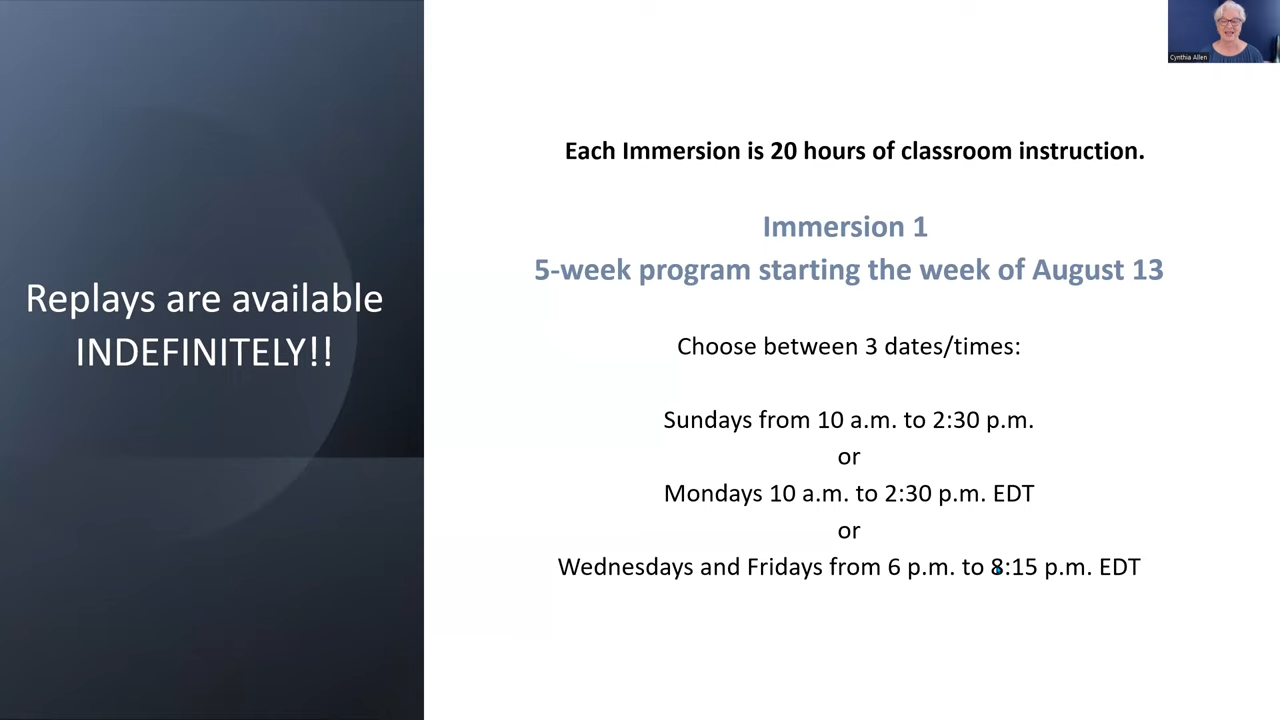 Replays are available
INDEFINITELY!!
Cynthia Allen
Each Immersion is 20 hours of classroom instruction.
Immersion 1
5-week program starting the week of August 13
Choose between 3 dates/times:
Sundays from 10 a.m. to 2:30 p.m.
or
Mondays 10 a.m. to 2:30 p.m. EDT
or
Wednesdays and Fridays from 6 p.m. to 8:15 p.m. EDT